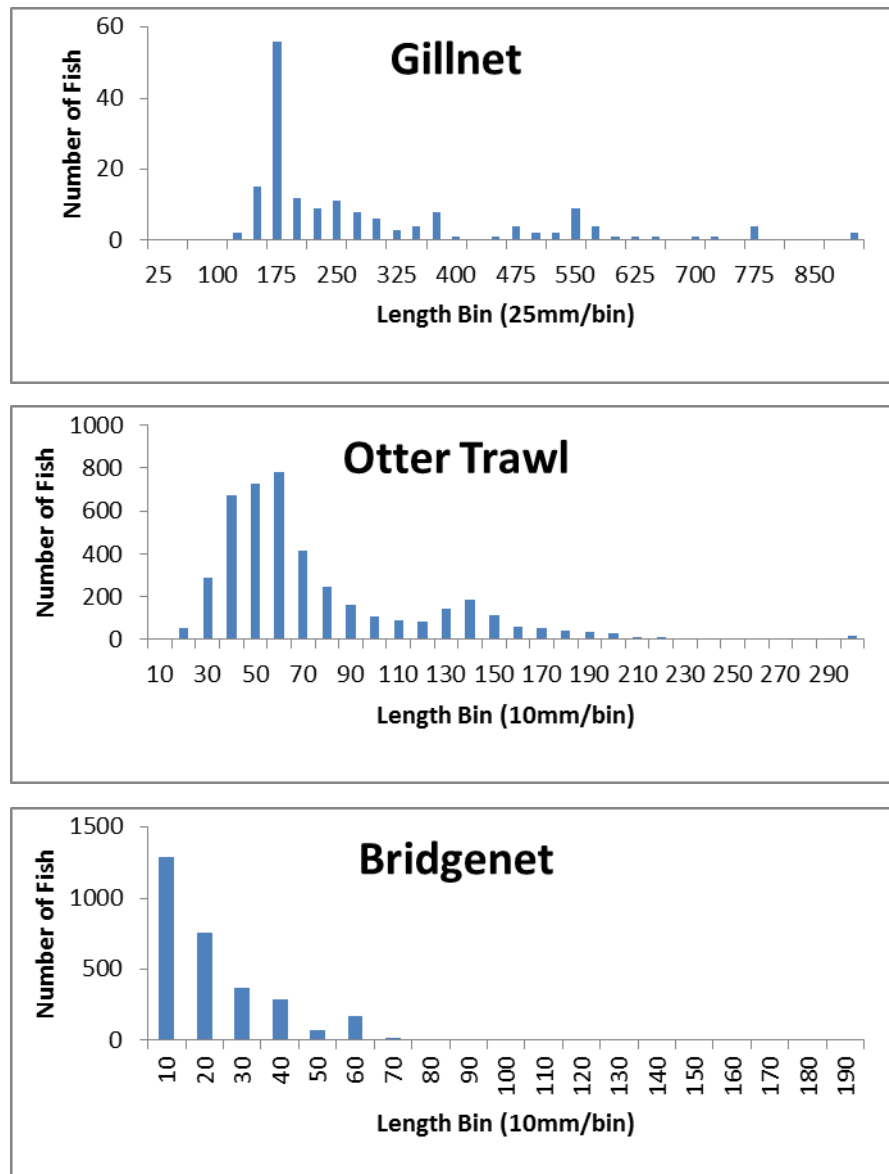 Gillnet
Number of Fish
60
40
20
0
25 100 175 250 325 400 475 550 625 700 775 850
Length Bin (25mm/bin)
Otter Trawl
Number of Fish
1000
800
600
400
200
0
10 30 50 70 90 110 130 150 170 190 210 230 250 270 290
Length Bin (10mm/bin)
Bridgenet
Number of Fish
1500
1000
500
0
10 20 30 40 50 60 70 80 90 100 110 120 130 140 150 160 170 180 190
Length Bin (10mm/bin)